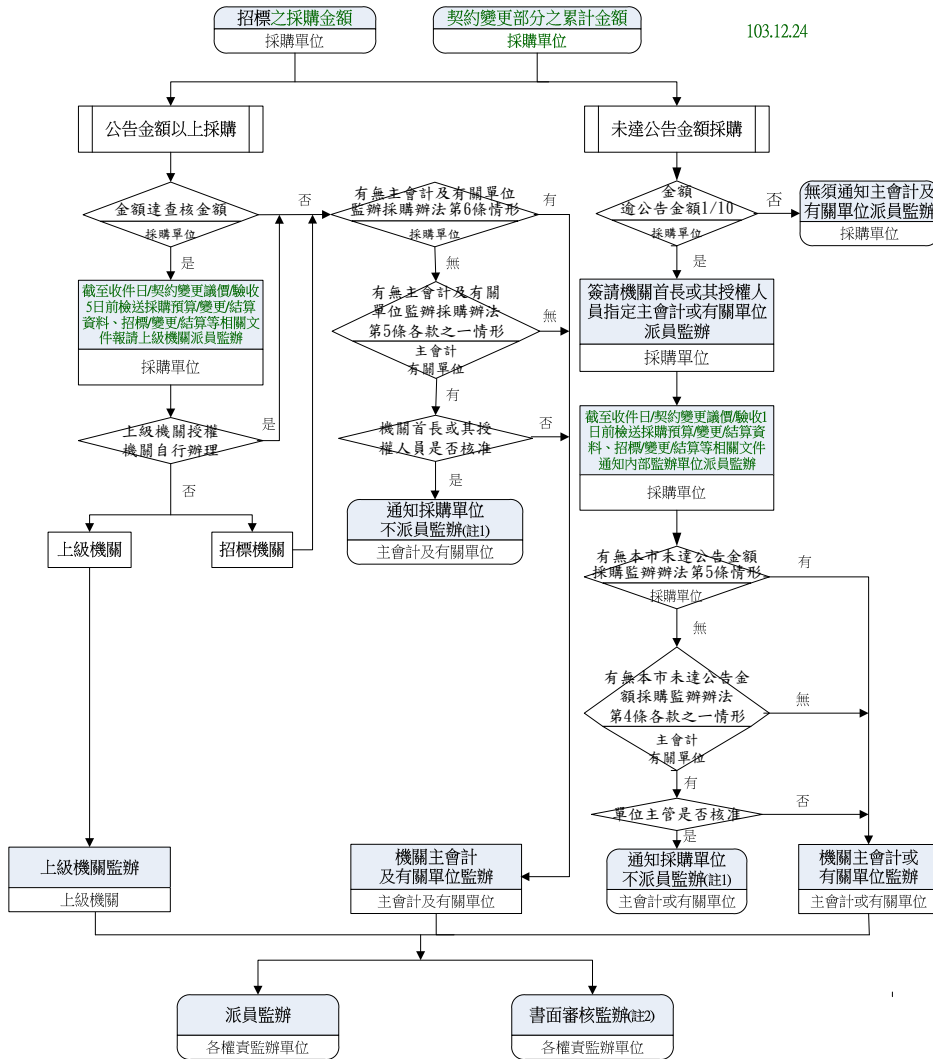 招標之採購金額
採購單位
契約變更部分之累計金額
採購單位
103.12.24
公告金額以上採購
未達公告金額採購
金額達查核金額
採購單位
否
是
有無主會計及有關單位
監辦採購辦法第6條情形
採購單位
有
無
金額
逾公告金額1/10
採購單位
否
是
無須通知主會計及
有關單位派員監辦
採購單位
截至收件日/契約變更議價/驗收
5日前檢送採購預算/變更/結算
資料、招標/變更/結算等相關文
件報請上級機關派員監辦
採購單位
有無主會計及有關
單位監辦採購辦法
第5條各款之一情形
主會計
有關單位
無
有
簽請機關首長或其授權人
員指定主會計或有關單位
派員監辦
採購單位
上級機關授權
機關自行辦理
是
否
機關首長或其授
權人員是否核准
否
是
截至收件日/契約變更議價/驗收1
日前檢送採購預算/變更/結算資
料、招標/變更/結算等相關文件
通知內部監辦單位派員監辦
採購單位
上級機關
招標機關
通知採購單位
不派員監辦(註1)
主會計及有關單位
有無本市未達公告金額
採購監辦辦法第5條情形
採購單位
有
無
有無本市未達公告金
額採購監辦辦法
第4條各款之一情形
主會計
有關單位
無
有
單位主管是否核准
否
是
上級機關監辦
上級機關
機關主會計
及有關單位監辦
主會計及有關單位
通知採購單位
不派員監辦(註1)
主會計或有關單位
機關主會計或
有關單位監辦
主會計或有關單位
派員監辦
各權責監辦單位
書面審核監辦(註2)
各權責監辦單位